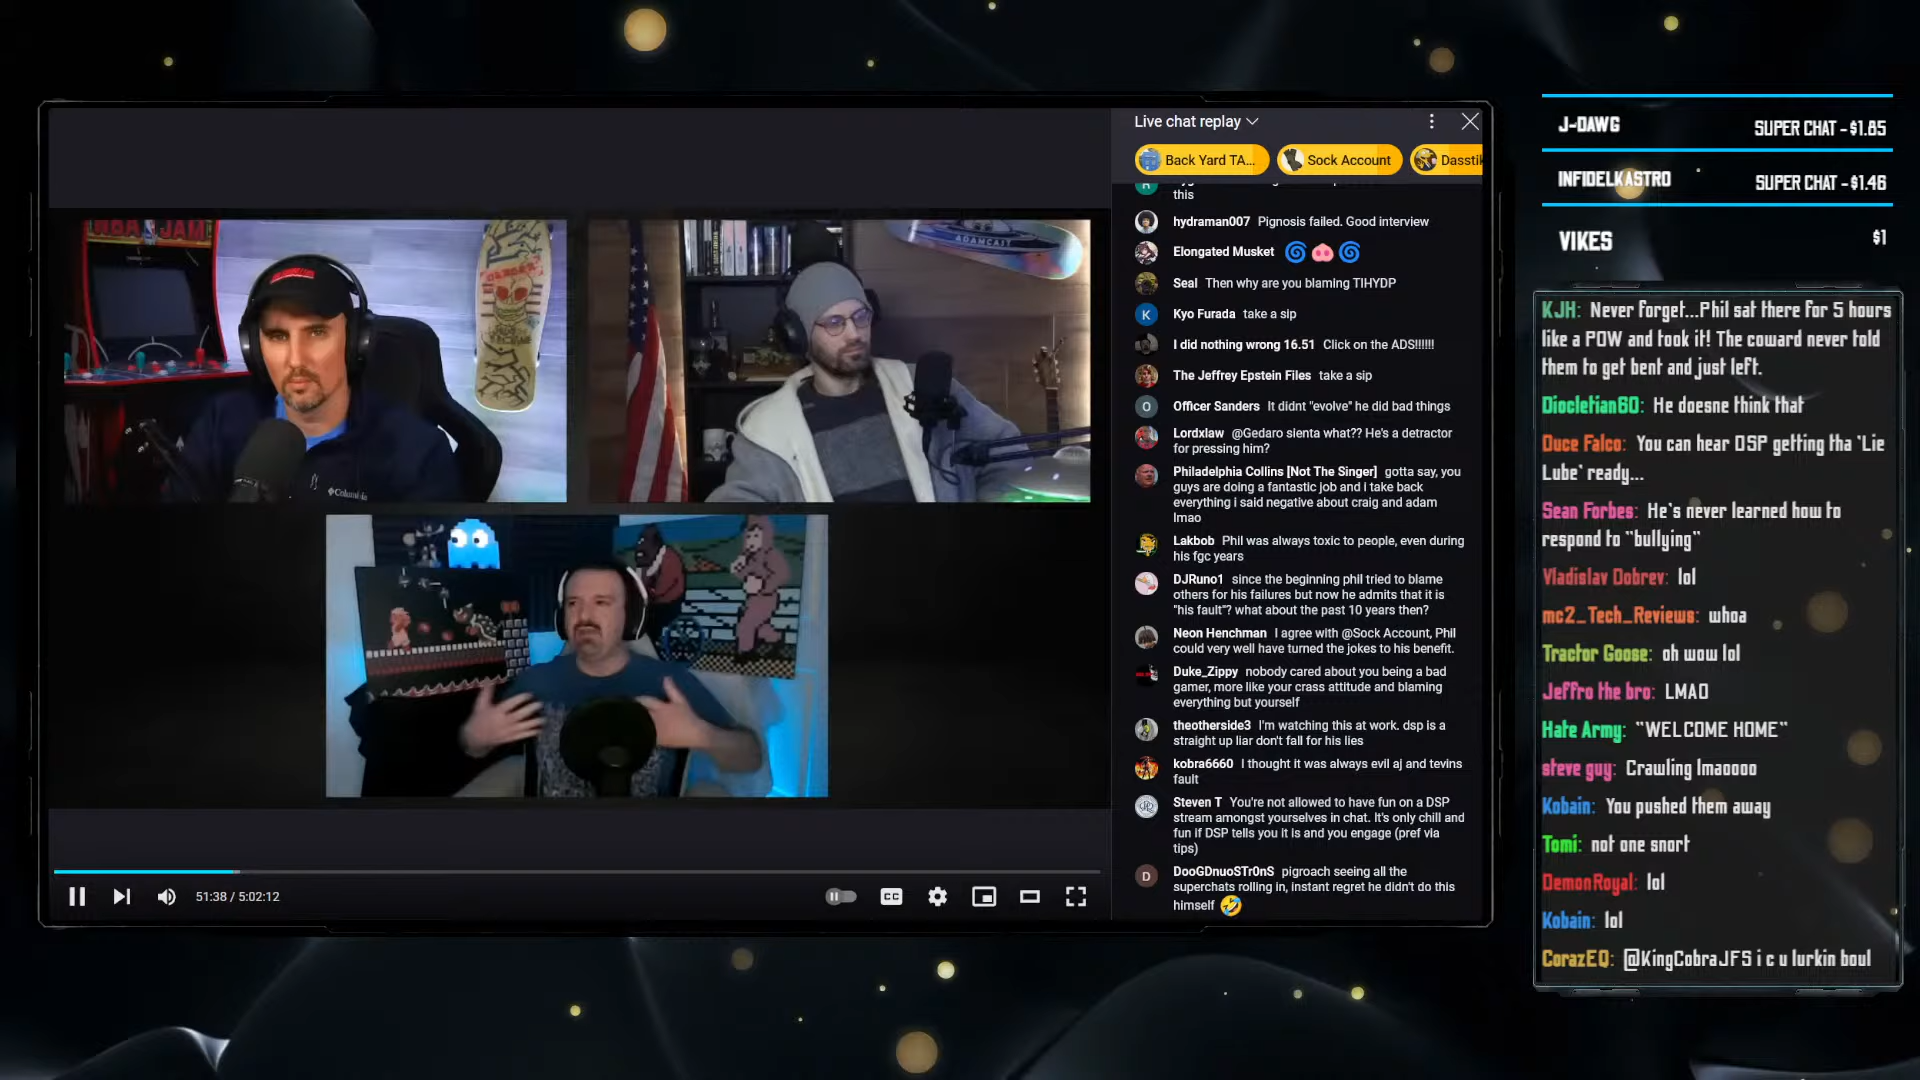 NBA JAM
ADAMCAST
Columbia
51:38 / 5:02:12
CC
Live chat replay
Back Yard TA...
Sock Account
Dasstik
this
hydraman007 Pignosis failed. Good interview
Elongated Musket
Seal Then why are you blaming TIHYDP
K
Kyo Furada take a sip
I did nothing wrong 16.51 Click on the ADS!!!!!!
The Jeffrey Epstein Files take a sip
O
Officer Sanders It didnt "evolve" he did bad things
Lordxlaw @Gedaro sienta what?? He's a detractor
for pressing him?
Philadelphia Collins [Not The Singer] gotta say, you
guys are doing a fantastic job and i take back
everything i said negative about craig and adam
lmao
Lakbob Phil was always toxic to people, even during
his fgc years
DJRuno1 since the beginning phil tried to blame
others for his failures but now he admits that it is
"his fault"? what about the past 10 years then?
Neon Henchman I agree with @Sock Account, Phil
could very well have turned the jokes to his benefit.
Duke_Zippy nobody cared about you being a bad
gamer, more like your crass attitude and blaming
everything but yourself
theotherside3 I'm watching this at work. dsp is a
straight up liar don't fall for his lies
kobra6660 I thought it was always evil aj and tevins
fault
Steven T You're not allowed to have fun on a DSP
stream amongst yourselves in chat. It's only chill and
fun if DSP tells you it is and you engage (pref via
tips)
D
DooGDnuoSTr0nS pigroach seeing all the
superchats rolling in, instant regret he didn't do this
himself 🤣
J-DAWG SUPER CHAT - $1.85
INFIDELKASTRO SUPER CHAT - $1.46
VIKES $1
KJH: Never forget...Phil sat there for 5 hours
like a POW and took it! The coward never told
them to get bent and just left.
Diocletian60: He doesne think that
Duce Falco: You can hear DSP getting tha 'Lie
Lube' ready...
Sean Forbes: He's never learned how to
respond to "bullying"
Vladislav Dobrev: lol
mc2_Tech_Reviews: whoa
Tractor Goose: oh wow lol
Jeffro the bro: LMAO
Hate Army: "WELCOME HOME"
steve guy: Crawling lmaoooo
Kobain: You pushed them away
Tomi: not one snort
DemonRoyal: lol
Kobain: lol
CorazEQ: @KingCobraJFS i c u lurkin boul